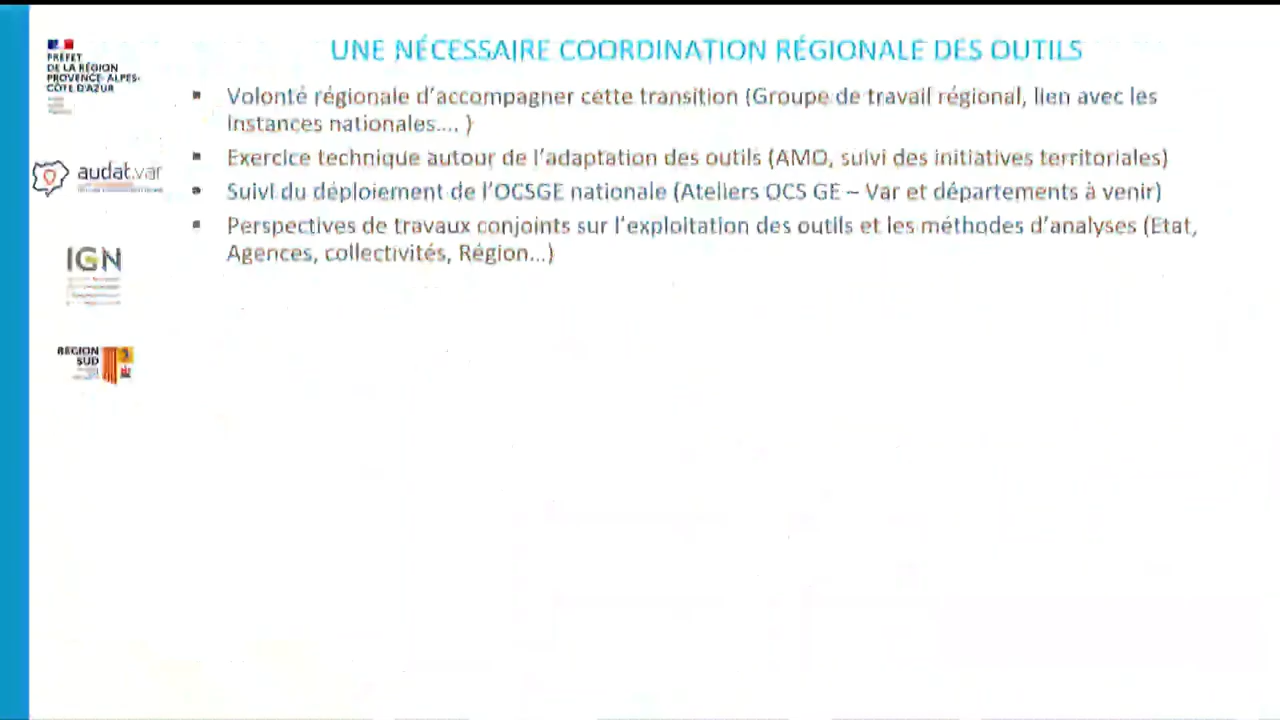 UNE NÉCESSAIRE COORDINATION RÉGIONALE DES OUTILS
PRÉFET
DE LA RÉGION
PROVENCE-ALPES-
CÔTE D'AZUR
▪ Volonté régionale d'accompagner cette transition (Groupe de travail régional, lien avec les
instances nationales…. )
▪ Exercice technique autour de l'adaptation des outils (AMO, suivi des initiatives territoriales)
▪ Suivi du déploiement de l'OCSGE nationale (Ateliers OCS GE – Var et départements à venir)
▪ Perspectives de travaux conjoints sur l'exploitation des outils et les méthodes d'analyses (Etat,
Agences, collectivités, Région…)
audat.var
IGN
RÉGION
SUD